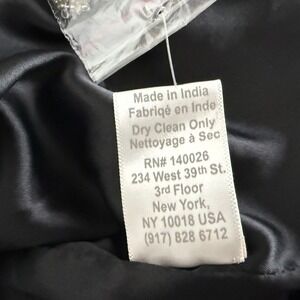 Made in India
Fabriqé en Inde
Dry Clean Only
Nettoyage à Sec
RN# 140026
234 West 39th St.
3rd Floor
New York,
NY 10018 USA
(917) 828 6712